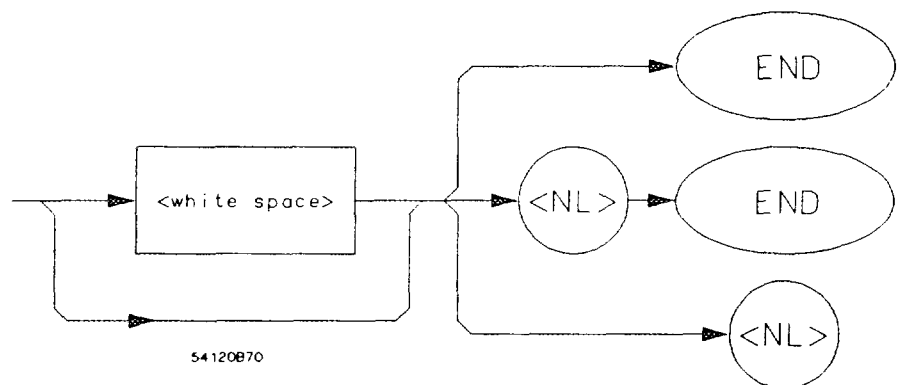 END
<white space>
<NL>
END
<NL>
54120B70